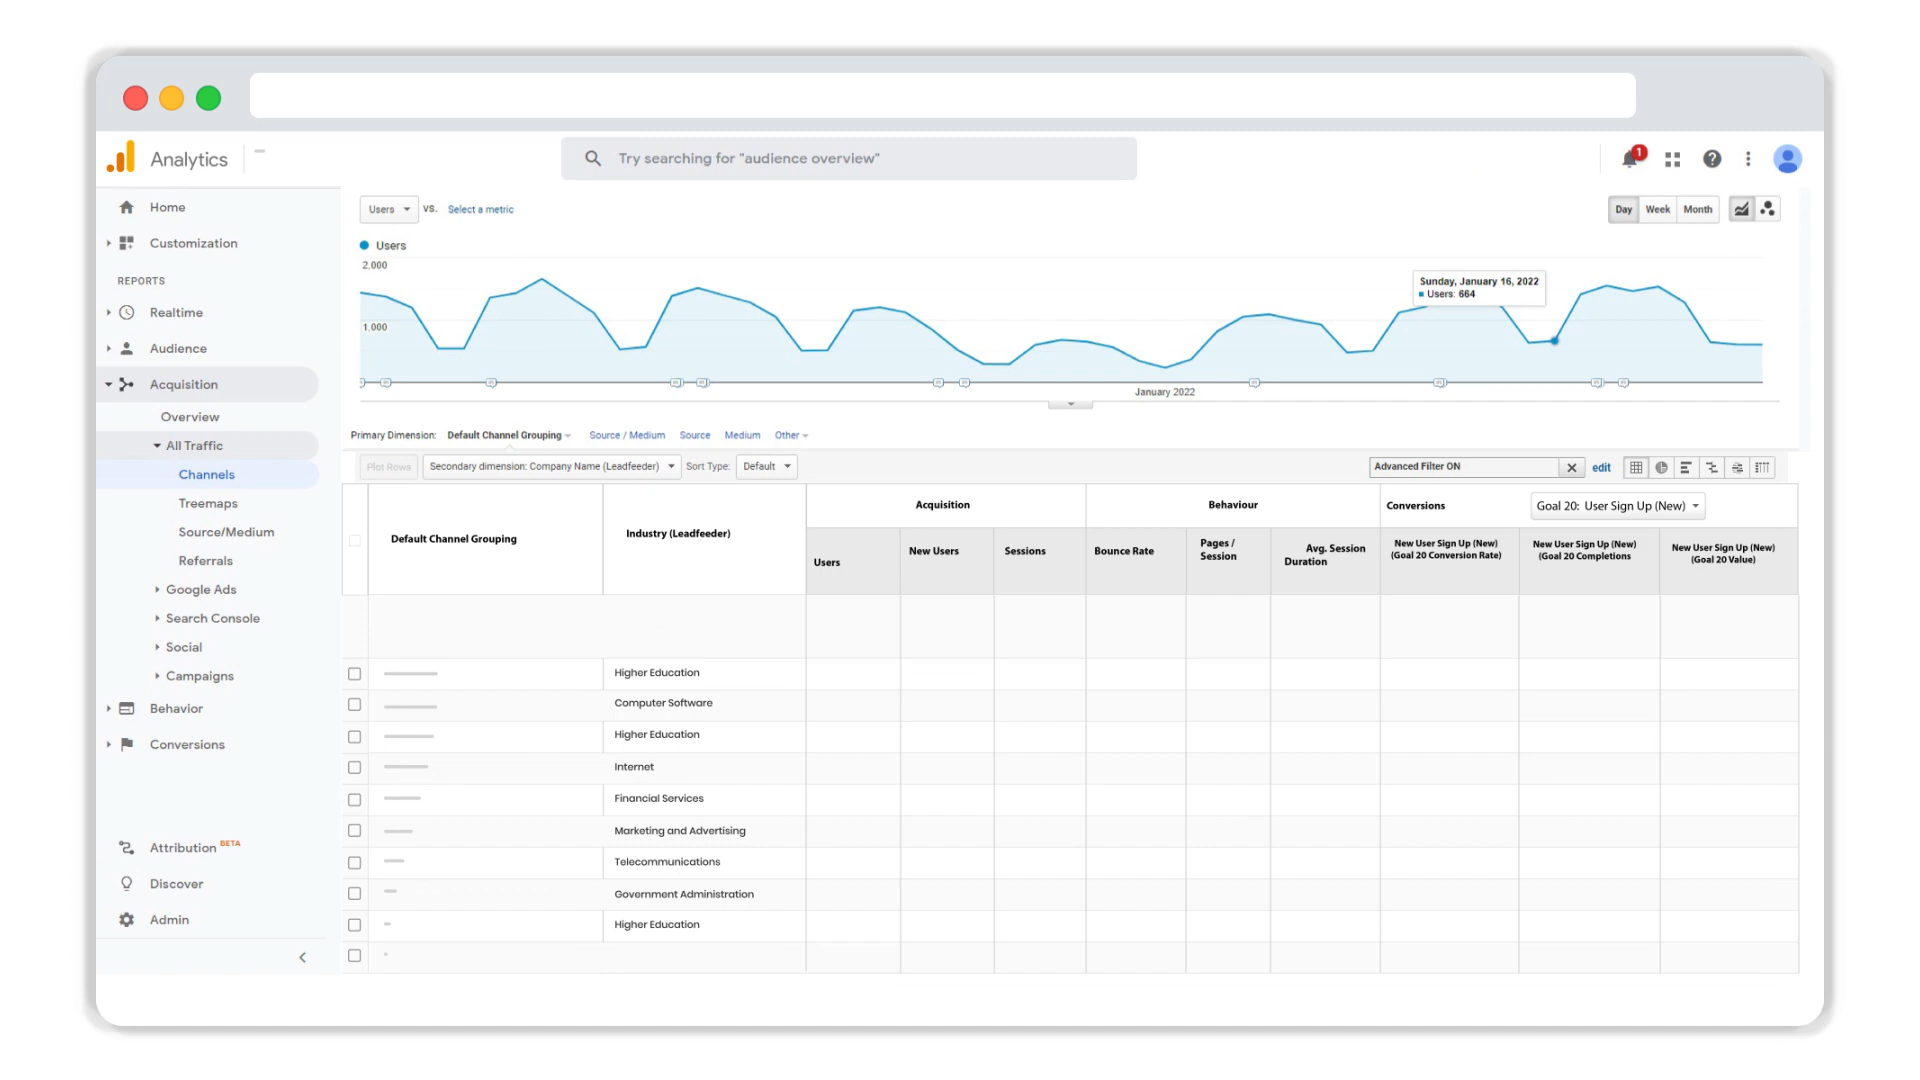 Analytics
Try searching for "audience overview"
1
Home
Customization
REPORTS
Realtime
Audience
Acquisition
Overview
All Traffic
Channels
Treemaps
Source/Medium
Referrals
Google Ads
Search Console
Social
Campaigns
Behavior
Conversions
Attribution BETA
Discover
Admin
Users VS. Select a metric
Day Week Month
Users
2,000
1,000
Sunday, January 16, 2022
Users: 664
January 2022
Primary Dimension: Default Channel Grouping Source / Medium Source Medium Other
Plot Rows Secondary dimension: Company Name (Leadfeeder) Sort Type: Default Advanced Filter ON edit
Default Channel Grouping
Industry (Leadfeeder)
Acquisition
Behaviour
Conversions
Goal 20: User Sign Up (New)
Users
New Users
Sessions
Bounce Rate
Pages /
Session
Avg. Session
Duration
New User Sign Up (New)
(Goal 20 Conversion Rate)
New User Sign Up (New)
(Goal 20 Completions
New User Sign Up (New)
(Goal 20 Value)
Higher Education
Computer Software
Higher Education
Internet
Financial Services
Marketing and Advertising
Telecommunications
Government Administration
Higher Education